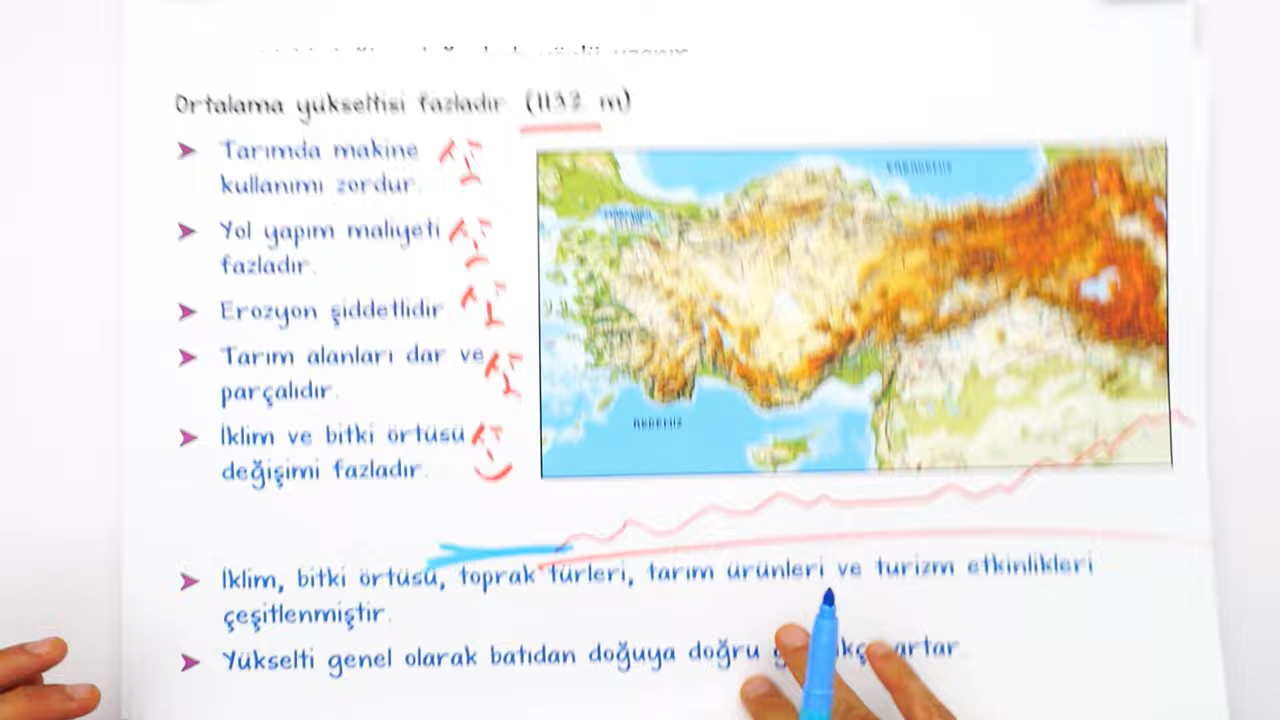 Ortalama yükseltisi fazladır (1132 m)
Tarımda makine
kullanımı zordur.
Yol yapım maliyeti
fazladır.
Erozyon şiddetlidir
Tarım alanları dar ve
parçalıdır.
İklim ve bitki örtüsü
değişimi fazladır.
KARADENİZ
AKDENİZ
İklim, bitki örtüsü, toprak türleri, tarım ürünleri ve turizm etkinlikleri
çeşitlenmiştir.
Yükselti genel olarak batıdan doğuya doğru artar